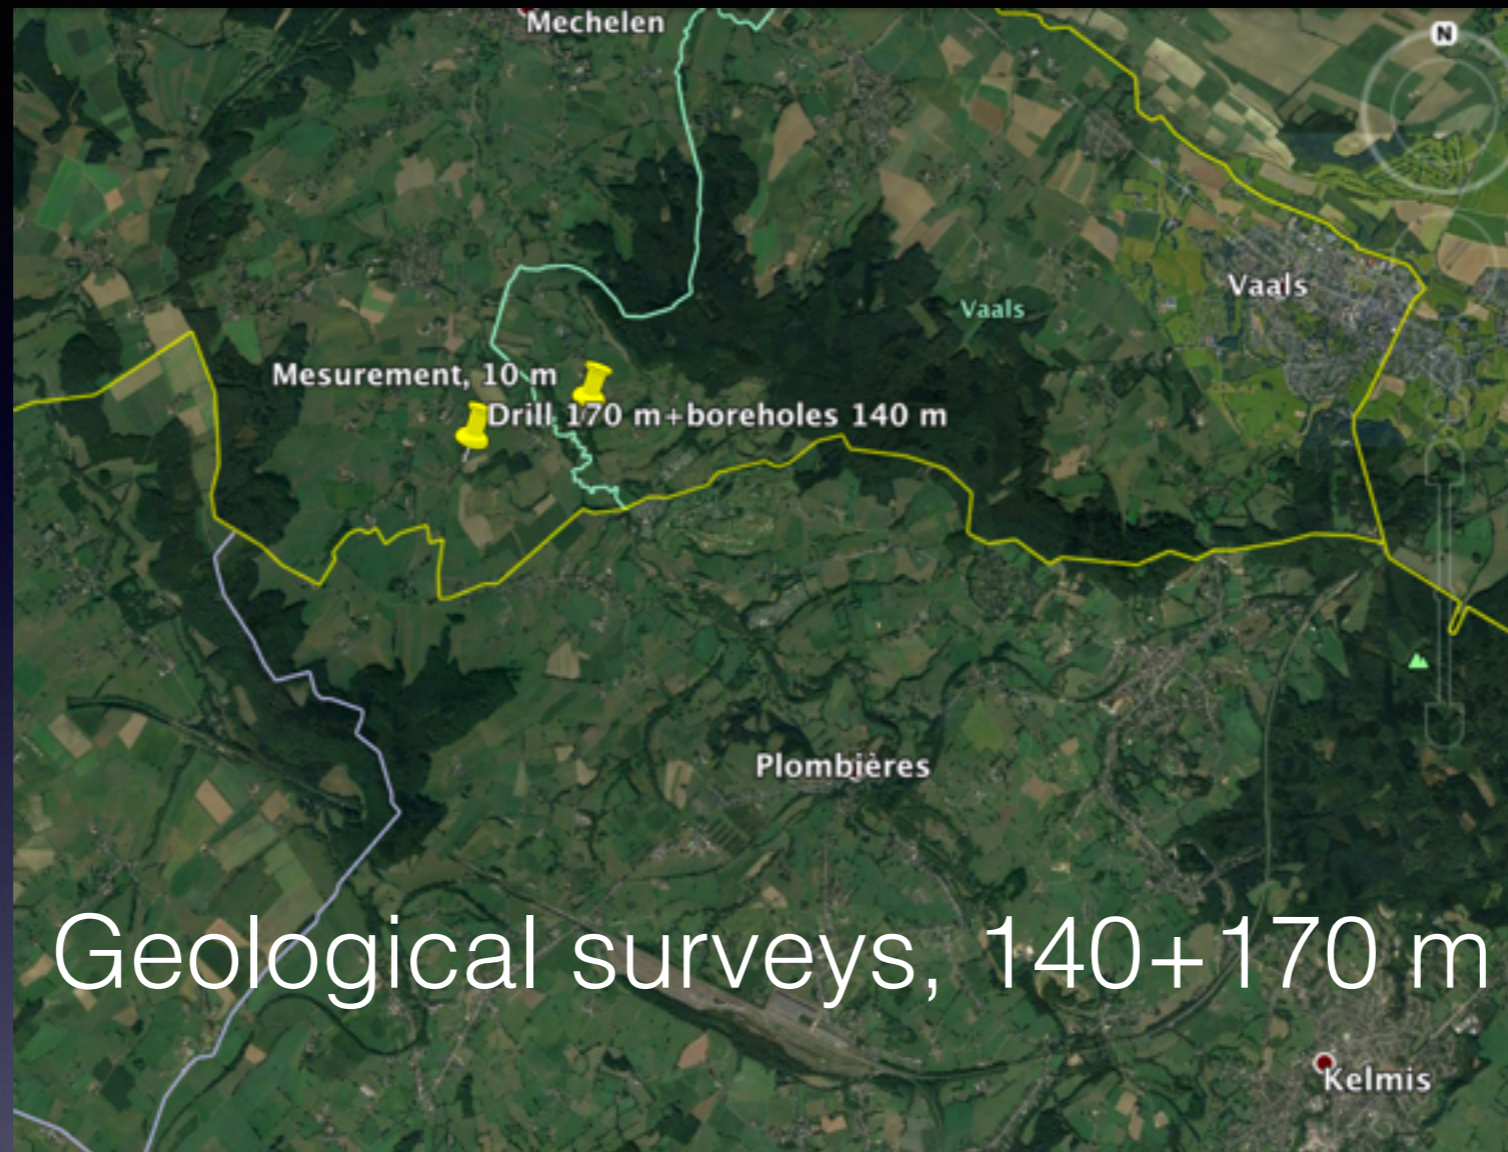 Mechelen
N
Vaals
Vaals
Mesurement, 10 m
Drill 170 m+boreholes 140 m
Plombières
Geological surveys, 140+170 m
Kelmis